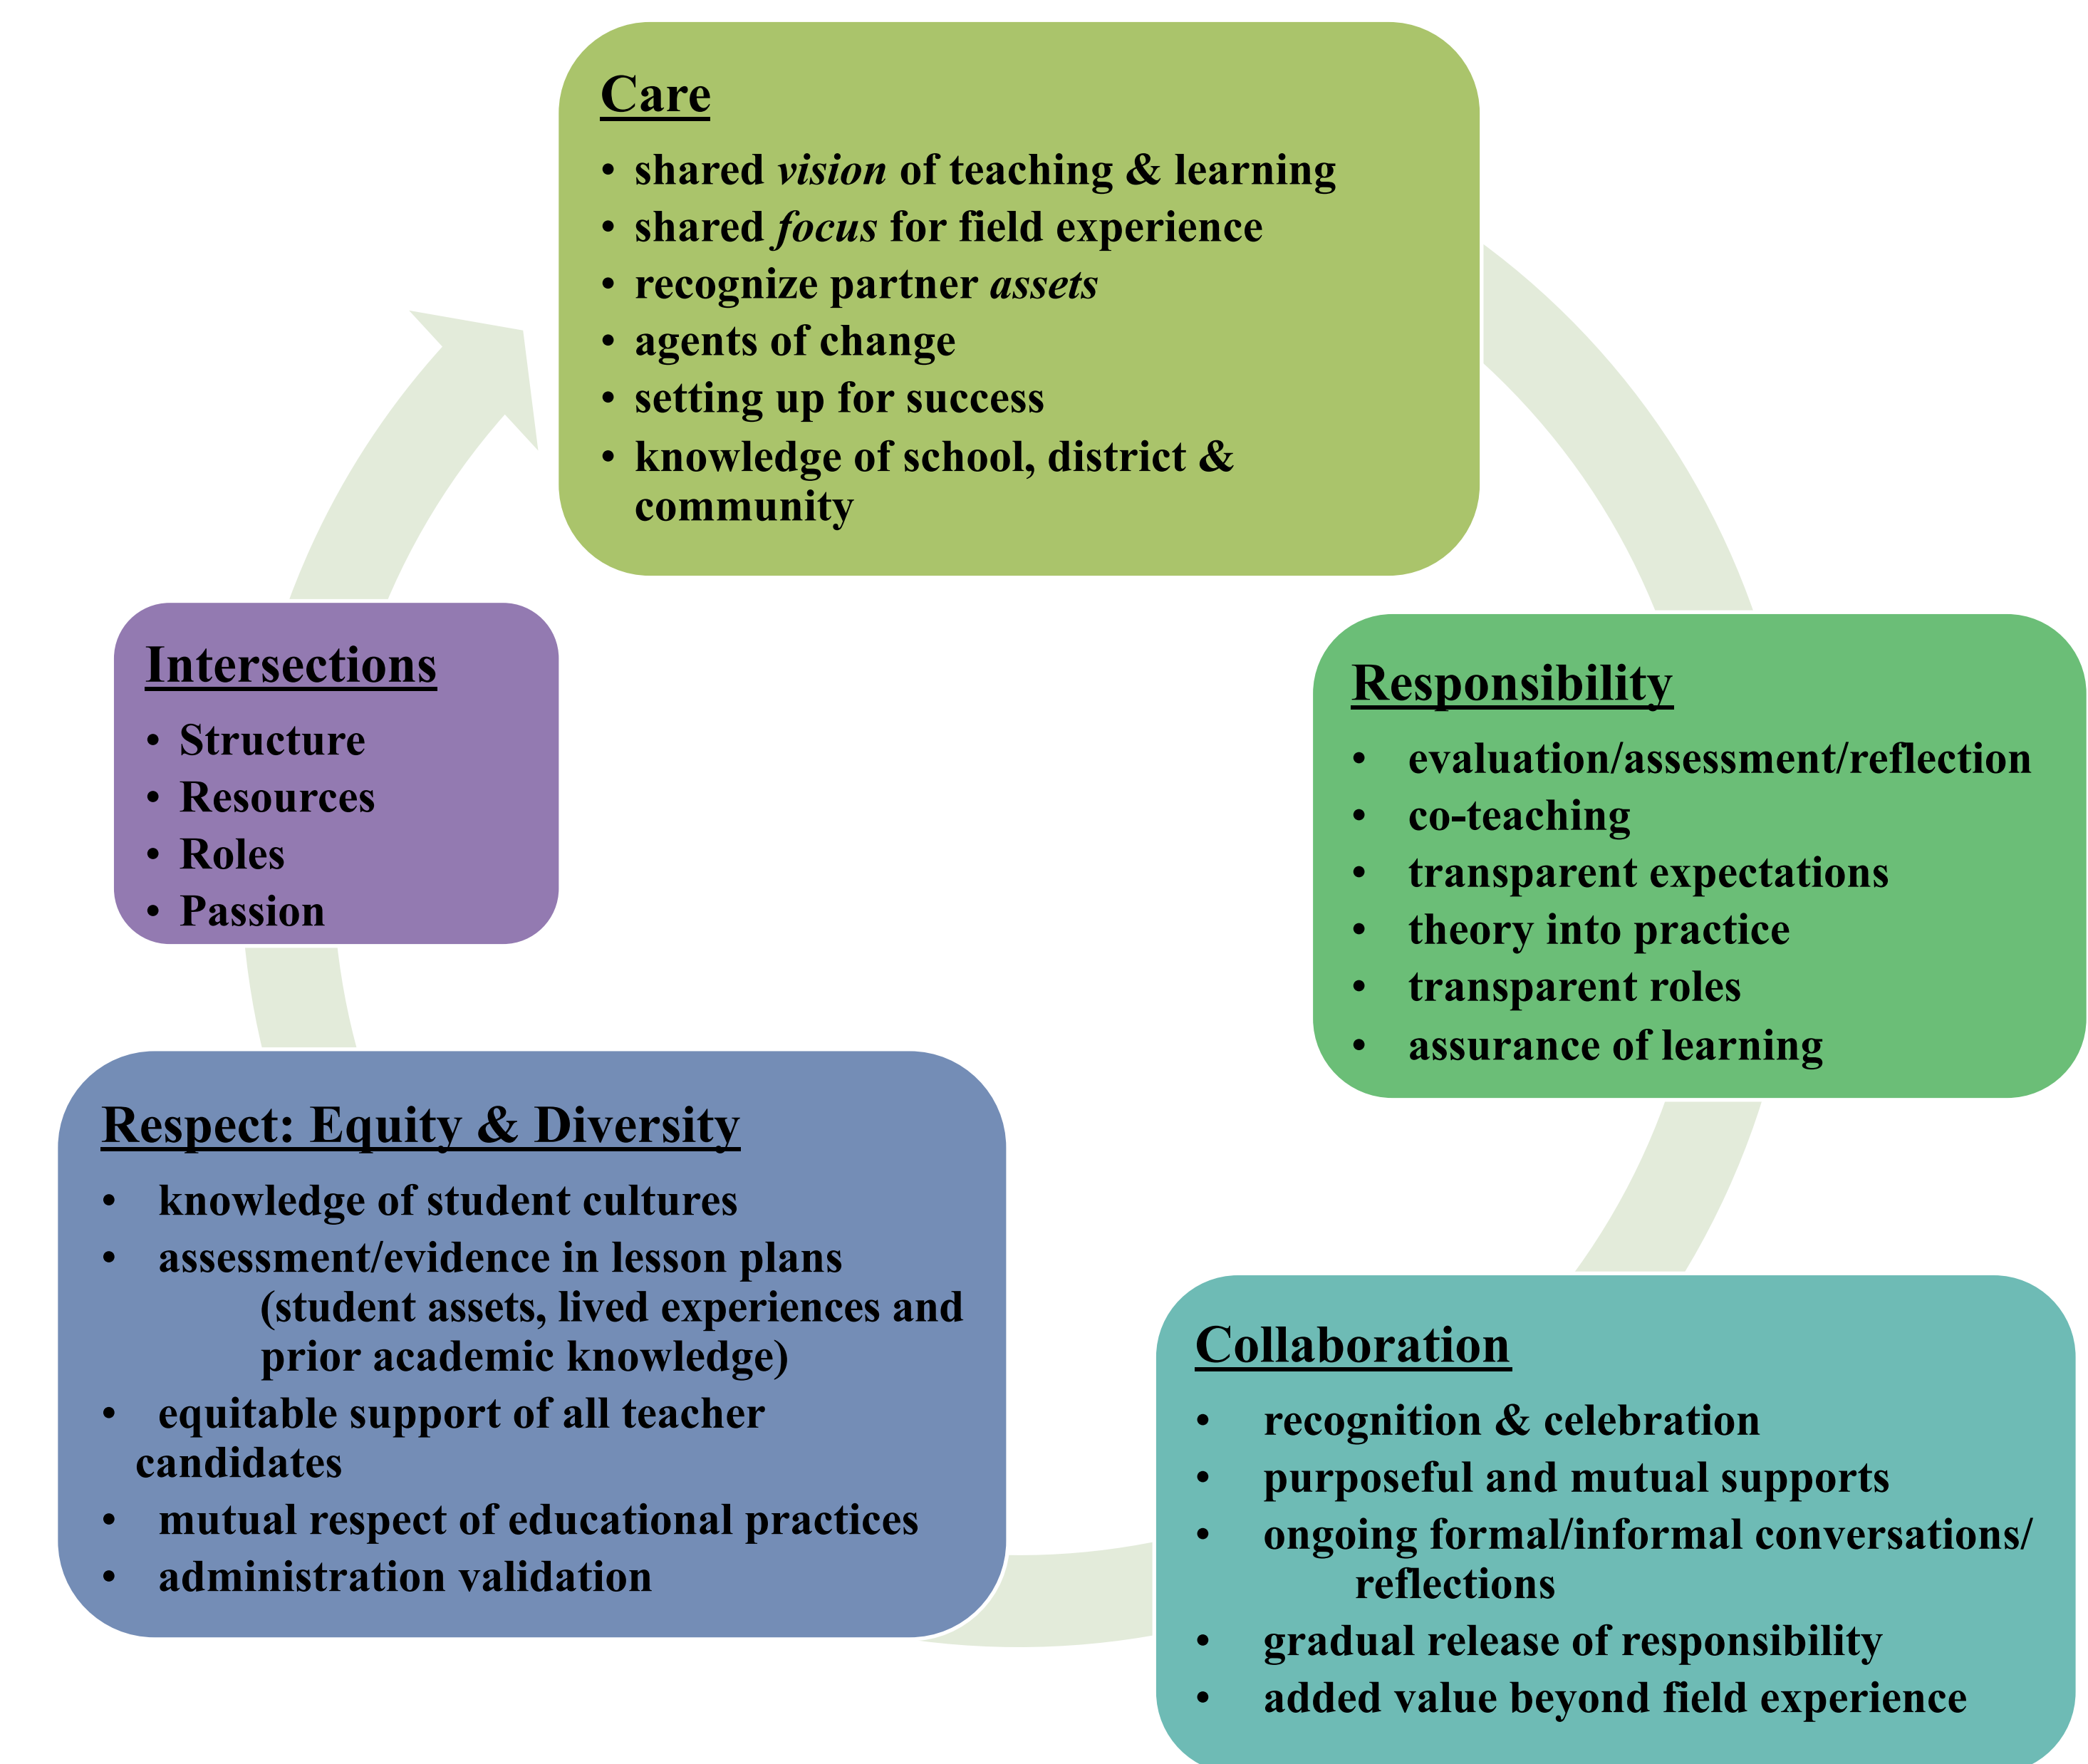 Care
• shared vision of teaching & learning
• shared focus for field experience
• recognize partner assets
• agents of change
• setting up for success
• knowledge of school, district &
community
Responsibility
• evaluation/assessment/reflection
• co-teaching
• transparent expectations
• theory into practice
• transparent roles
• assurance of learning
Collaboration
• recognition & celebration
• purposeful and mutual supports
• ongoing formal/informal conversations/
reflections
• gradual release of responsibility
• added value beyond field experience
Respect: Equity & Diversity
• knowledge of student cultures
• assessment/evidence in lesson plans
(student assets, lived experiences and
prior academic knowledge)
• equitable support of all teacher
candidates
• mutual respect of educational practices
• administration validation
Intersections
• Structure
• Resources
• Roles
• Passion